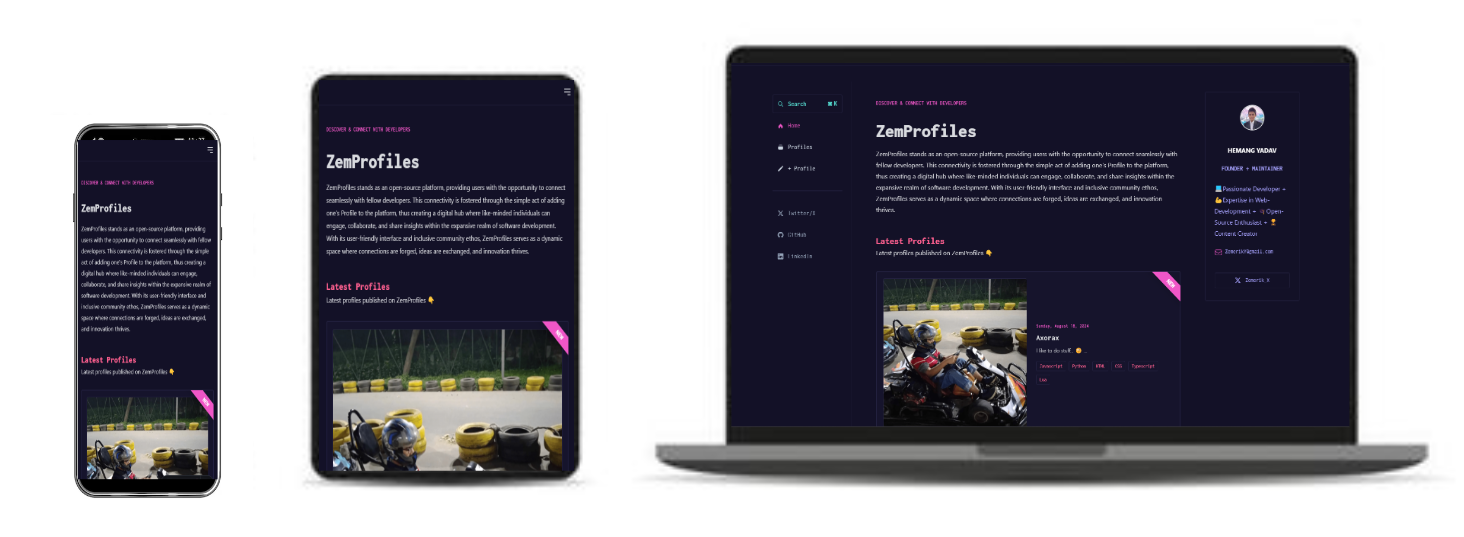 DISCOVER & CONNECT WITH DEVELOPERS
ZemProfiles
ZemProfiles stands as an open-source platform, providing
users with the opportunity to connect seamlessly with fellow
developers. This connectivity is fostered through the simple
act of adding one's Profile to the platform, thus creating a
digital hub where like-minded individuals can engage,
collaborate, and share insights within the expansive realm of
software development. With its user-friendly interface and
inclusive community ethos, ZemProfiles serves as a dynamic
space where connections are forged, ideas are exchanged,
and innovation thrives.
Latest Profiles
Latest profiles published on ZemProfiles 👇
NEW
DISCOVER & CONNECT WITH DEVELOPERS
ZemProfiles
ZemProfiles stands as an open-source platform, providing users with the opportunity to connect
seamlessly with fellow developers. This connectivity is fostered through the simple act of adding
one's Profile to the platform, thus creating a digital hub where like-minded individuals can
engage, collaborate, and share insights within the expansive realm of software development.
With its user-friendly interface and inclusive community ethos, ZemProfiles serves as a dynamic
space where connections are forged, ideas are exchanged, and innovation thrives.
Latest Profiles
Latest profiles published on ZemProfiles 👇
NEW
Search ⌘ K
Home
Profiles
+ Profile
Twitter/X
GitHub
LinkedIn
DISCOVER & CONNECT WITH DEVELOPERS
ZemProfiles
ZemProfiles stands as an open-source platform, providing users with the opportunity to connect seamlessly with
fellow developers. This connectivity is fostered through the simple act of adding one's Profile to the platform,
thus creating a digital hub where like-minded individuals can engage, collaborate, and share insights within the
expansive realm of software development. With its user-friendly interface and inclusive community ethos,
ZemProfiles serves as a dynamic space where connections are forged, ideas are exchanged, and innovation
thrives.
Latest Profiles
Latest profiles published on ZemProfiles 👇
NEW
Sunday, August 18, 2024
Axorax
I like to do stuff..
Javascript Python HTML CSS Typescript
Lua
HEMANG YADAV
FOUNDER + MAINTAINER
Passionate Developer +
Expertise in Web-
Development + Open-
Source Enthusiast +
Content Creator
Zemerik X